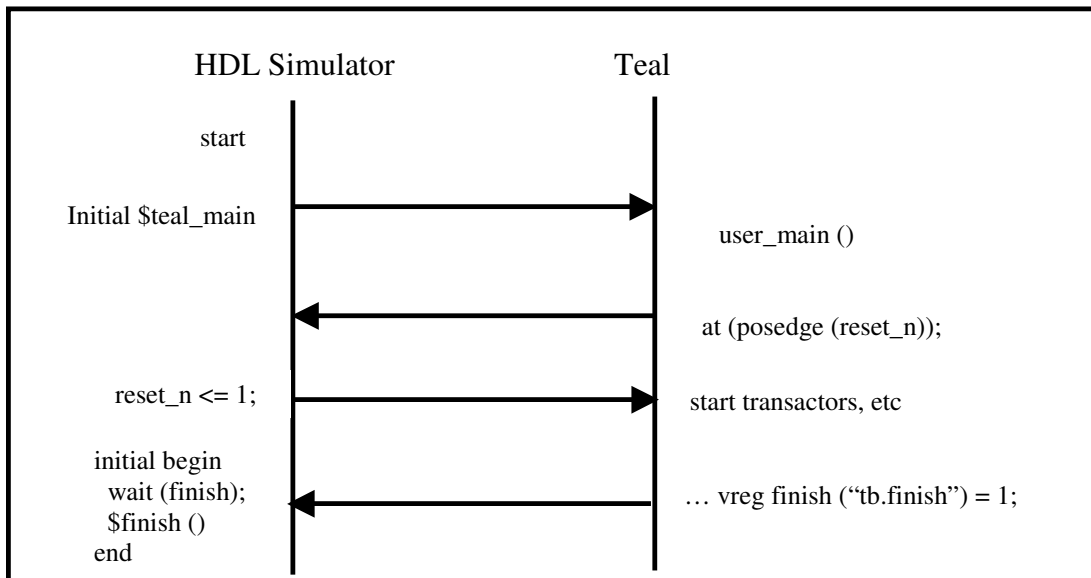 HDL Simulator
Teal
start
Initial $teal_main
user_main ()
at (posedge (reset_n));
reset_n <= 1;
start transactors, etc
initial begin
wait (finish);
$finish ()
end
… vreg finish (“tb.finish”) = 1;